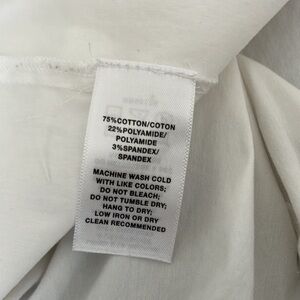 75%COTTON/COTON
22%POLYAMIDE/
POLYAMIDE
3%SPANDEX/
SPANDEX
MACHINE WASH COLD
WITH LIKE COLORS;
DO NOT BLEACH;
DO NOT TUMBLE DRY;
HANG TO DRY;
LOW IRON OR DRY
CLEAN RECOMMENDED